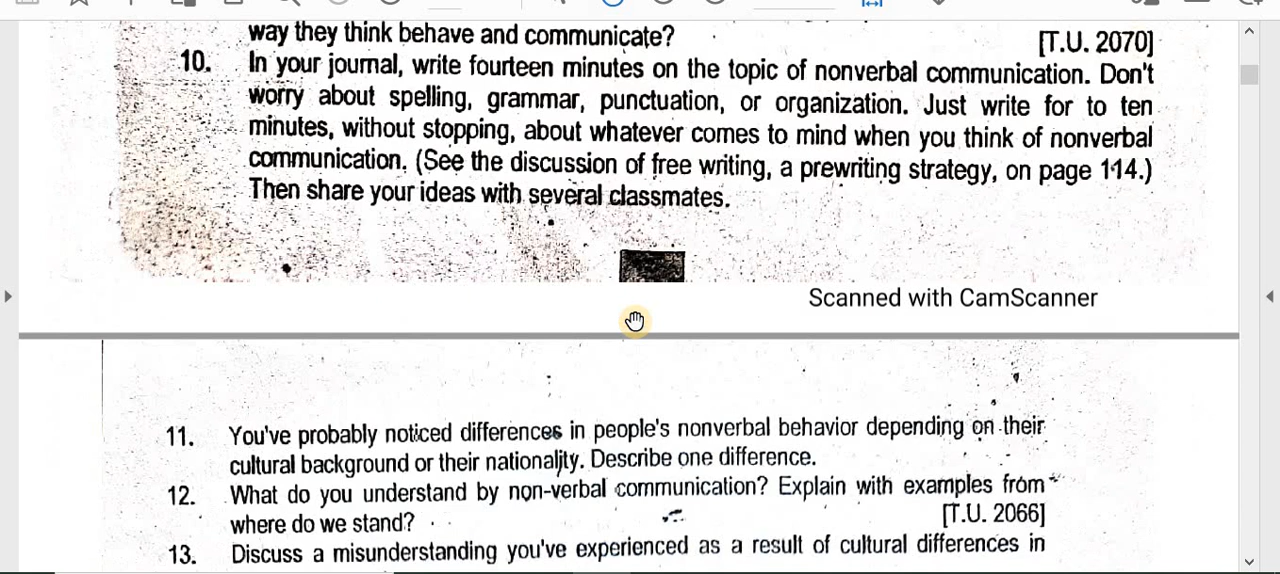 way they think behave and communicate? [T.U. 2070]
10. In your journal, write fourteen minutes on the topic of nonverbal communication. Don't
worry about spelling, grammar, punctuation, or organization. Just write for to ten
minutes, without stopping, about whatever comes to mind when you think of nonverbal
communication. (See the discussion of free writing, a prewriting strategy, on page 114.)
Then share your ideas with several classmates.
Scanned with CamScanner
11. You've probably noticed differences in people's nonverbal behavior depending on their
cultural background or their nationality. Describe one difference.
12. What do you understand by non-verbal communication? Explain with examples from
where do we stand? [T.U. 2066]
13. Discuss a misunderstanding you've experienced as a result of cultural differences in